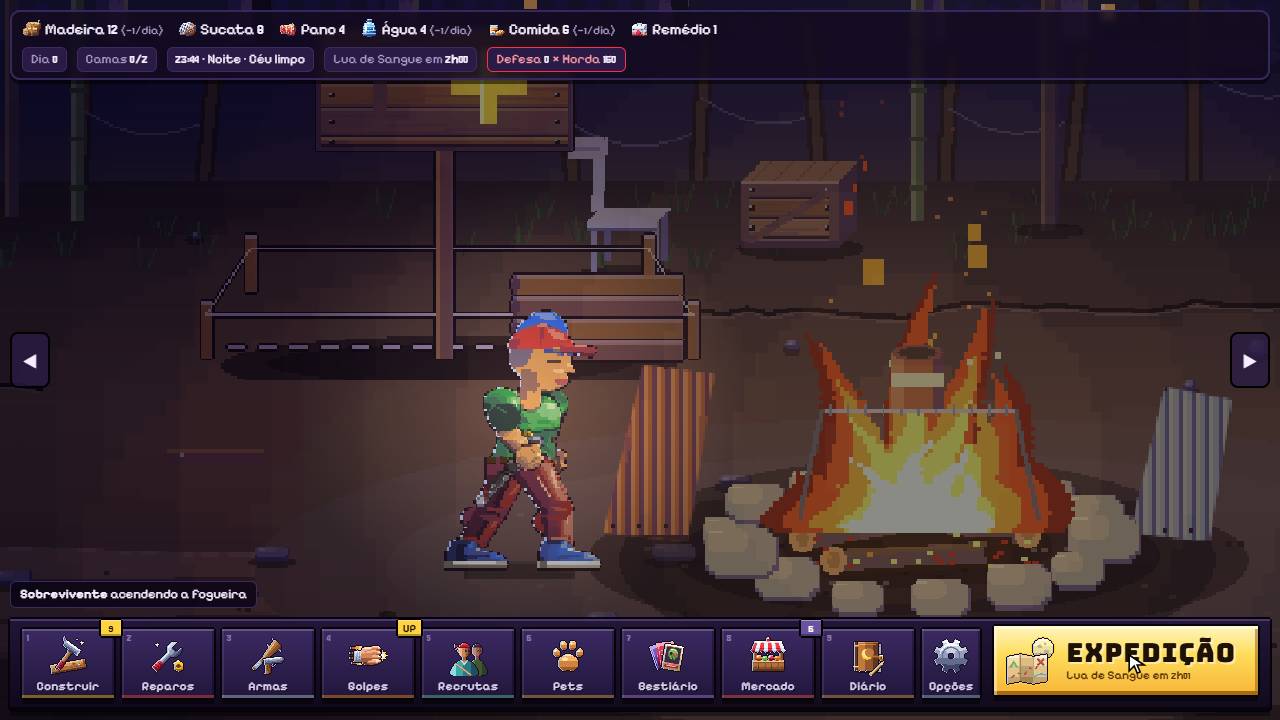 Madeira 12 (-1/dia) Sucata 8 Pano 4 Água 4 (-1/dia) Comida 6 (-1/dia) Remédio 1
Dia 0 Camas 0/2 23:44 · Noite · Céu limpo Lua de Sangue em 2h00 Defesa 0 × Horda 160
Sobrevivente acendendo a fogueira
9 UP 6
1 2 3 4 5 6 7 8 9
Construir Reparos Armas Golpes Recrutas Pets Bestiário Mercado Diário Opções
EXPEDIÇÃO
Lua de Sangue em 2h01